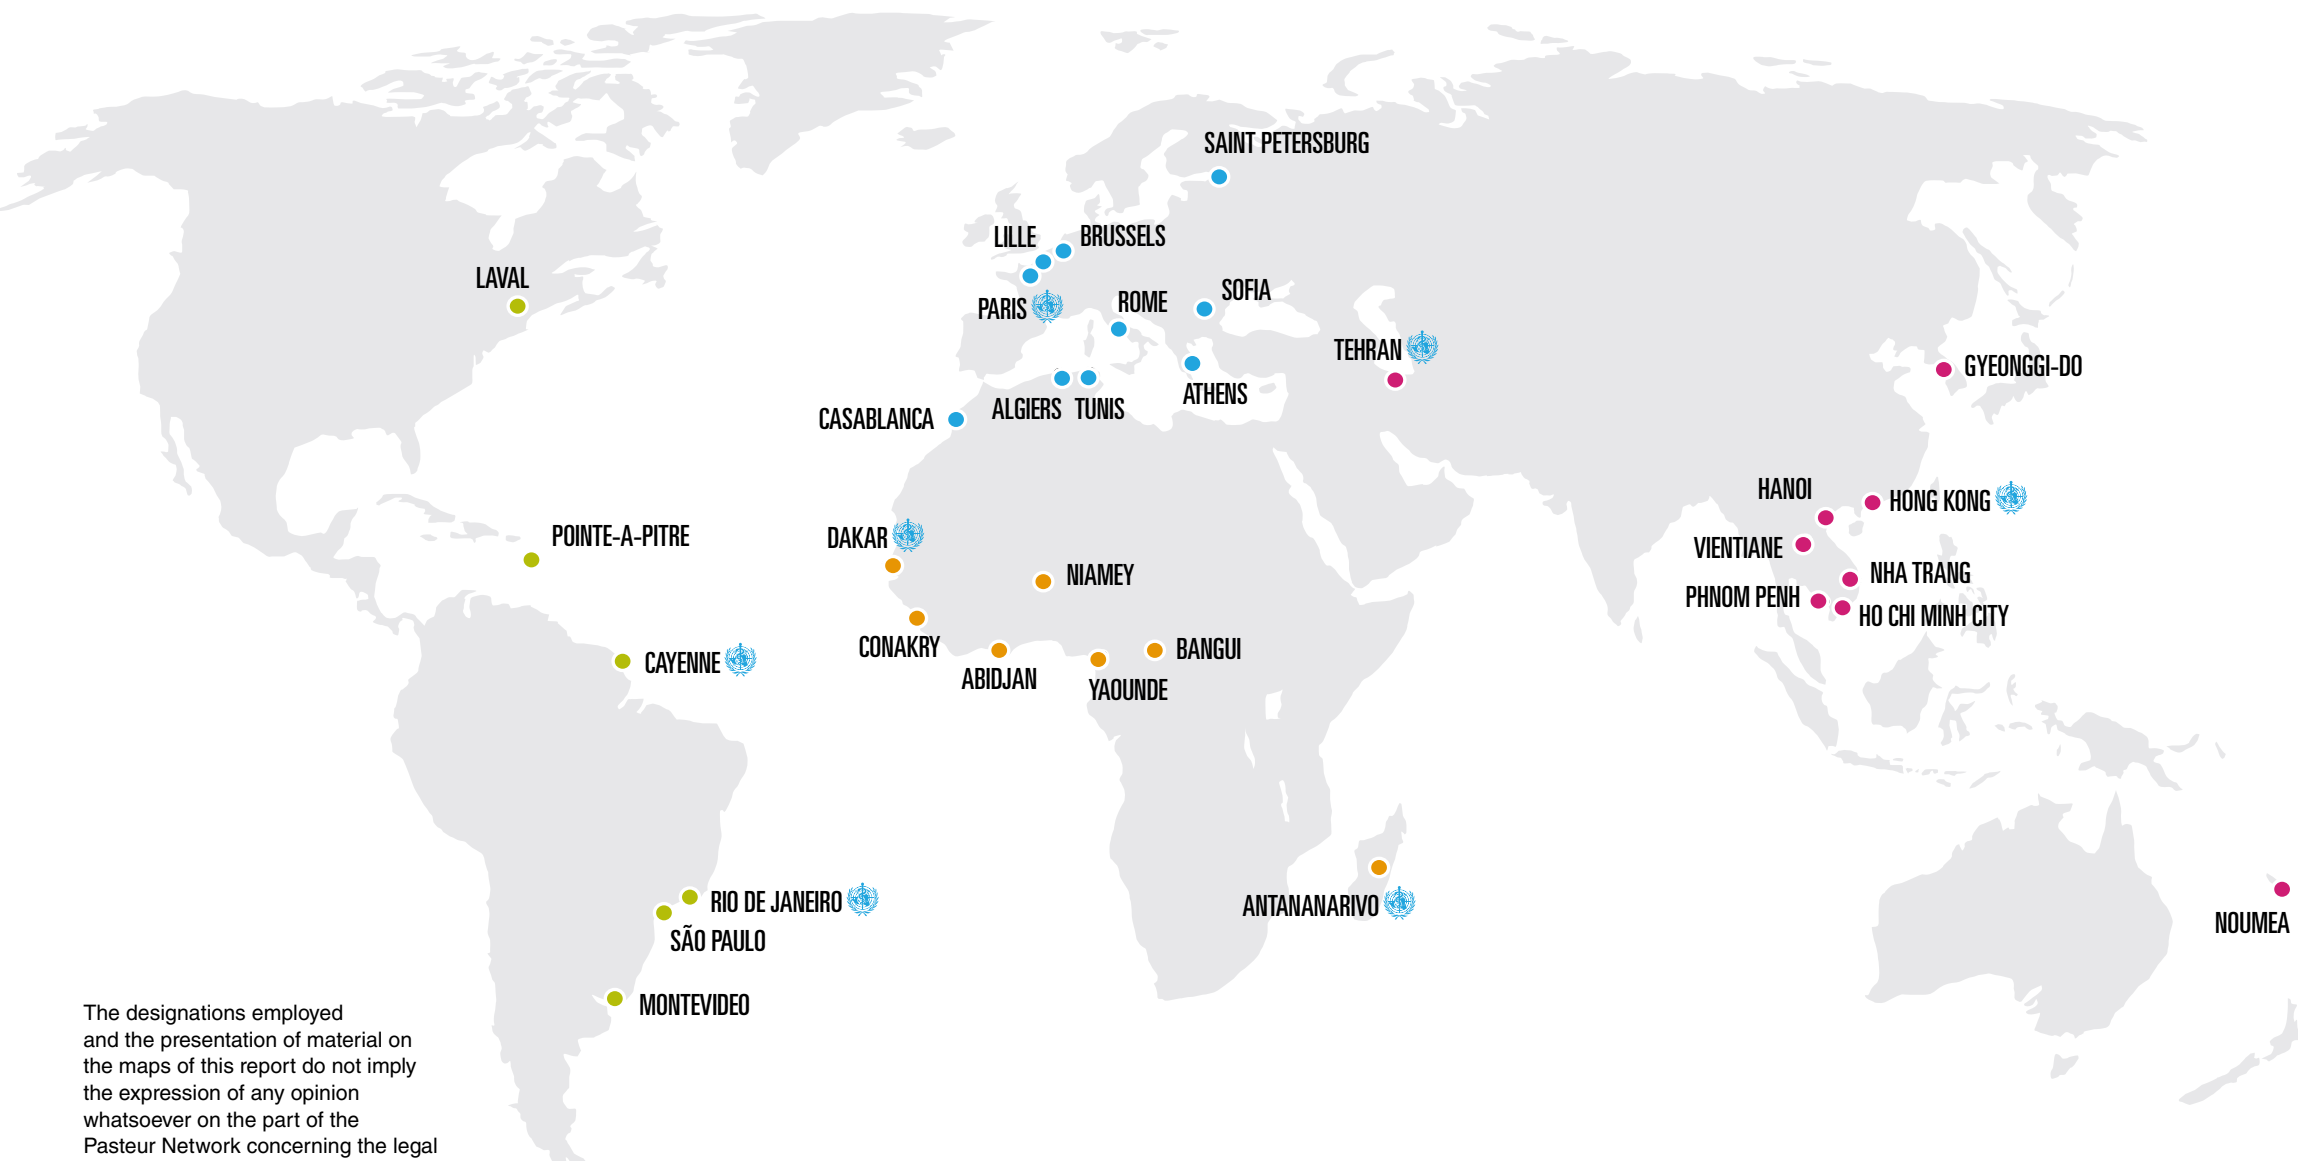 SAINT PETERSBURG
LILLE
BRUSSELS
LAVAL
PARIS
ROME
SOFIA
TEHRAN
GYEONGGI-DO
ATHENS
CASABLANCA
ALGIERS
TUNIS
HANOI
HONG KONG
POINTE-A-PITRE
DAKAR
VIENTIANE
NIAMEY
NHA TRANG
PHNOM PENH
HO CHI MINH CITY
CONAKRY
CAYENNE
BANGUI
ABIDJAN
YAOUNDE
RIO DE JANEIRO
ANTANANARIVO
NOUMEA
SÃO PAULO
MONTEVIDEO
The designations employed
and the presentation of material on
the maps of this report do not imply
the expression of any opinion
whatsoever on the part of the
Pasteur Network concerning the legal